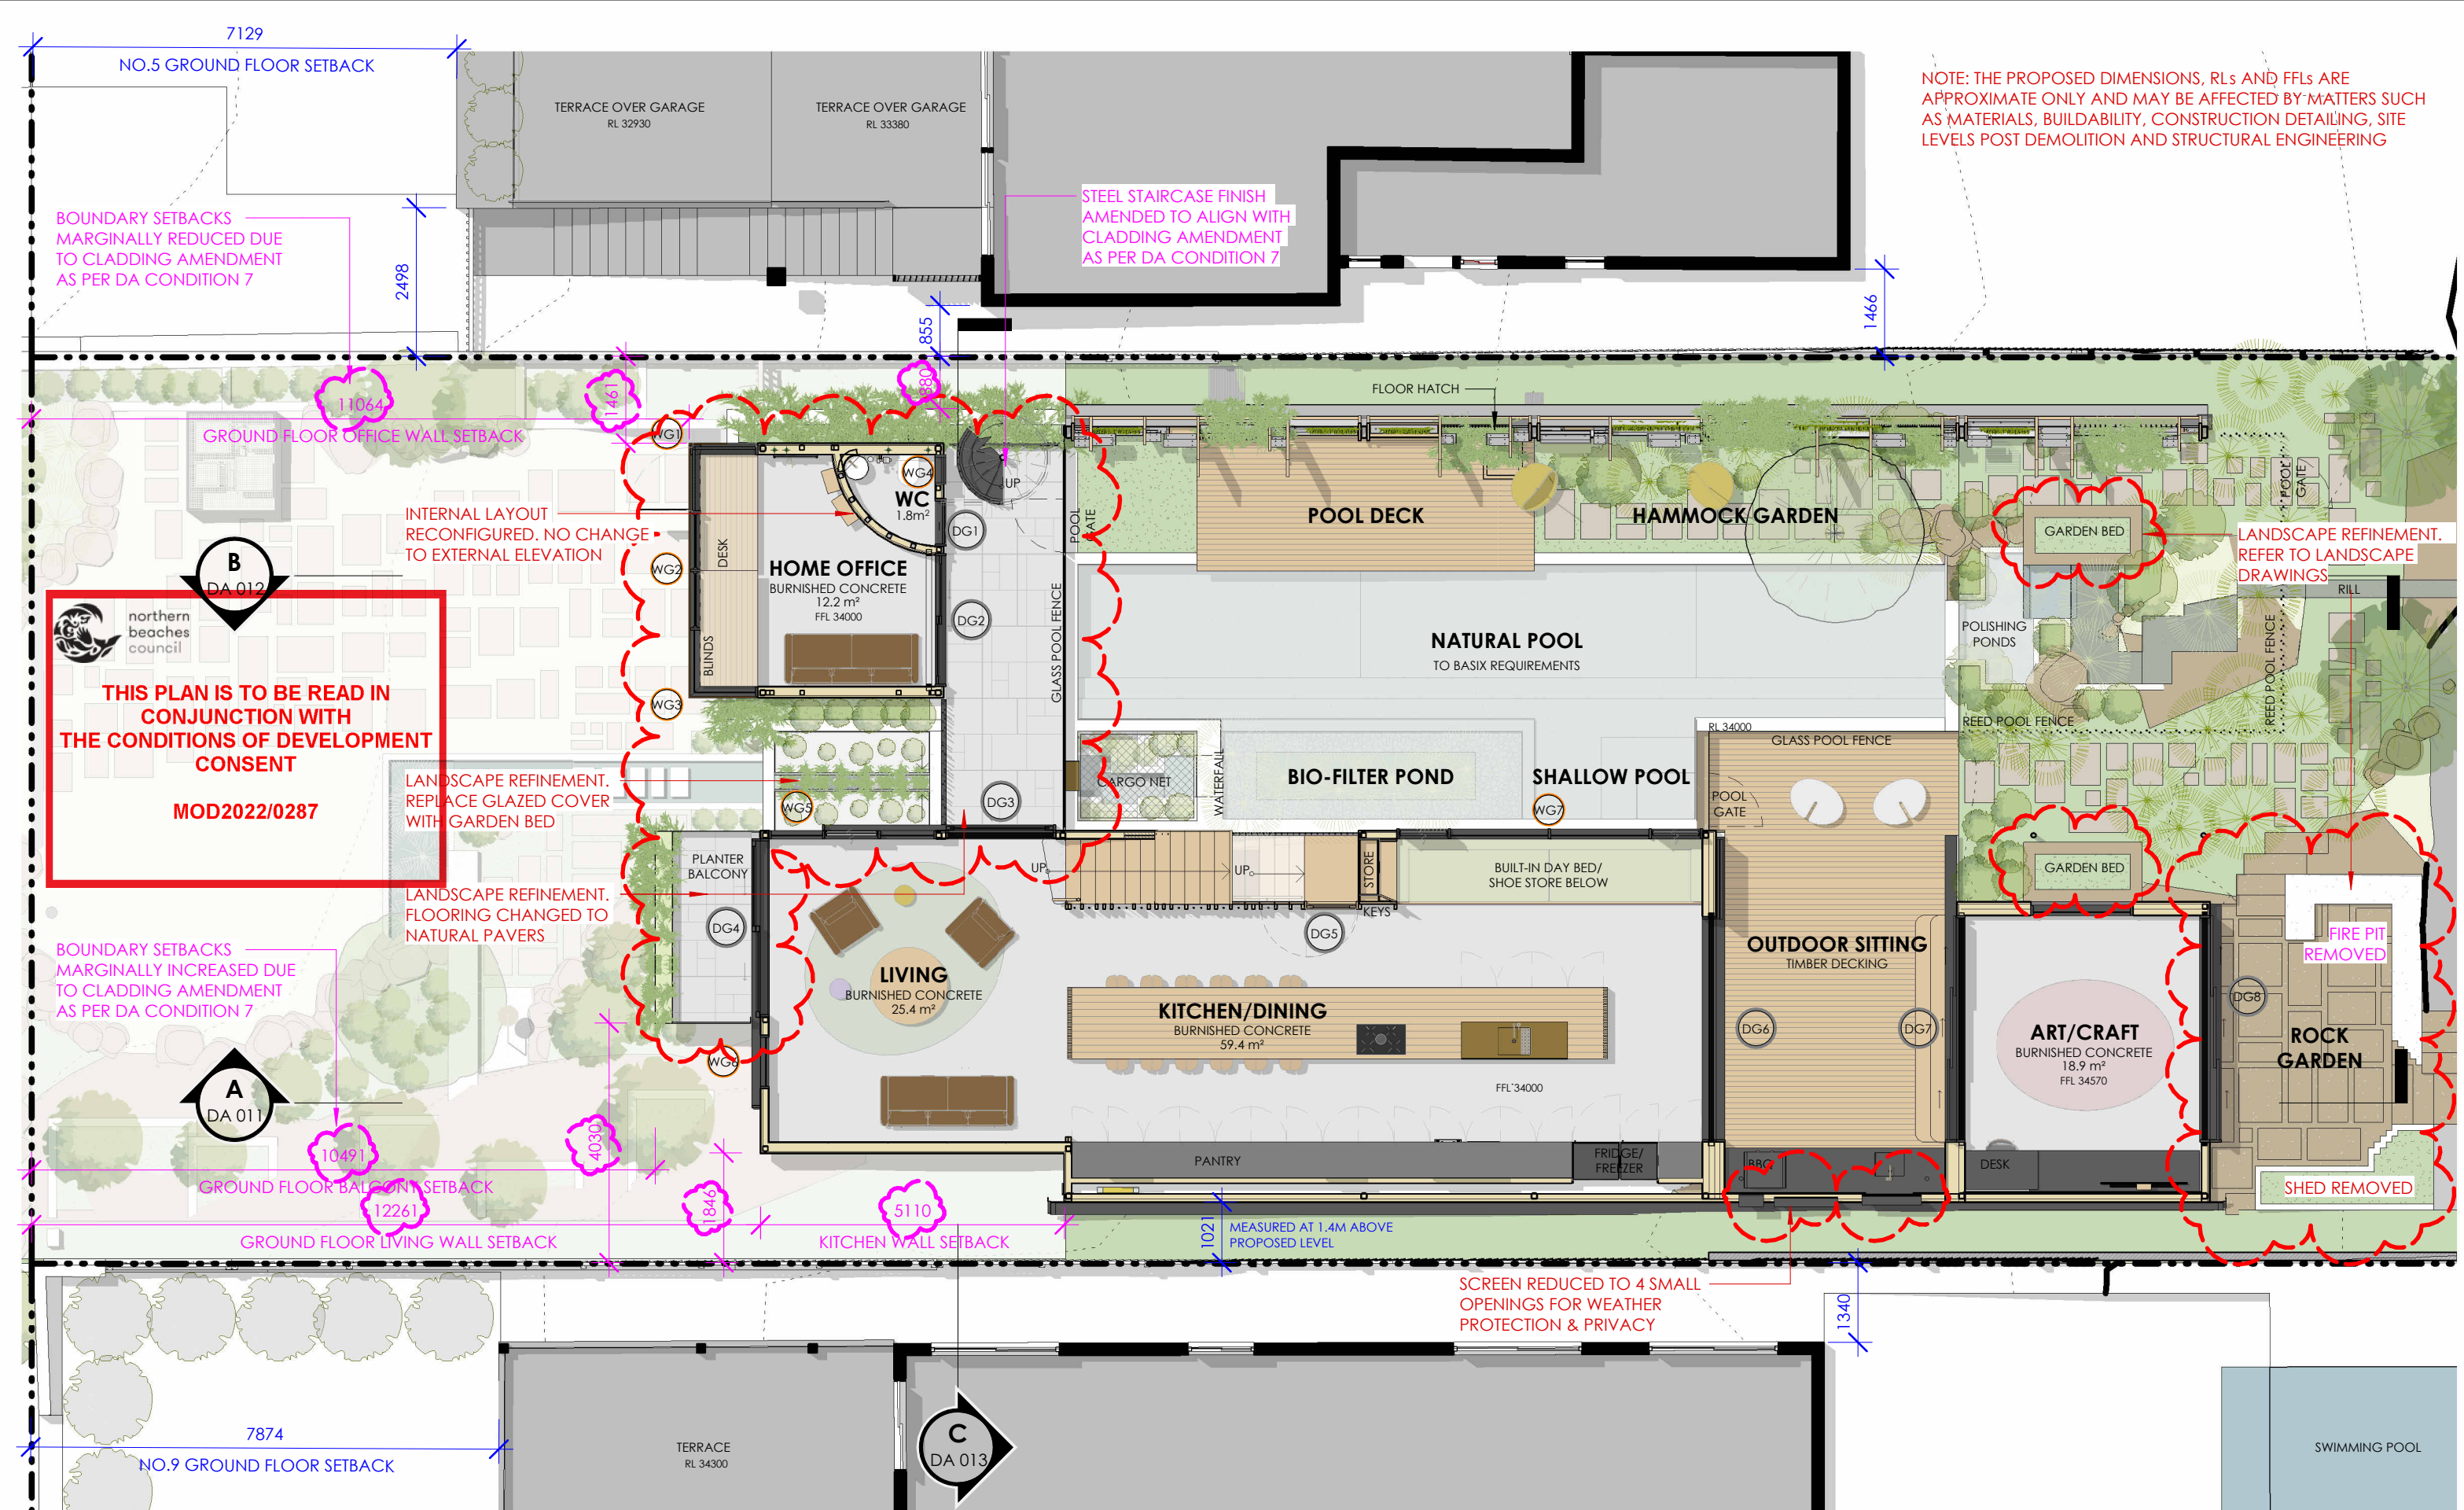 7129
NO.5 GROUND FLOOR SETBACK
TERRACE OVER GARAGE
RL 32930
TERRACE OVER GARAGE
RL 33380
NOTE: THE PROPOSED DIMENSIONS, RLs AND FFLs ARE
APPROXIMATE ONLY AND MAY BE AFFECTED BY MATTERS SUCH
AS MATERIALS, BUILDABILITY, CONSTRUCTION DETAILING, SITE
LEVELS POST DEMOLITION AND STRUCTURAL ENGINEERING
BOUNDARY SETBACKS
MARGINALLY REDUCED DUE
TO CLADDING AMENDMENT
AS PER DA CONDITION 7
STEEL STAIRCASE FINISH
AMENDED TO ALIGN WITH
CLADDING AMENDMENT
AS PER DA CONDITION 7
2498
855
1466
11064
1461
880
GROUND FLOOR OFFICE WALL SETBACK
FLOOR HATCH
WG1
WG4
WC
1.8m²
UP
DG1
POOL
GATE
POOL DECK
HAMMOCK GARDEN
POOL
GATE
GARDEN BED
LANDSCAPE REFINEMENT.
REFER TO LANDSCAPE
DRAWINGS
RILL
INTERNAL LAYOUT
RECONFIGURED. NO CHANGE
TO EXTERNAL ELEVATION
B
DA 012
DESK
WG2
HOME OFFICE
BURNISHED CONCRETE
12.2 m²
FFL 34000
DG2
GLASS POOL FENCE
BLINDS
WG3
NATURAL POOL
TO BASIX REQUIREMENTS
POLISHING
PONDS
REED POOL FENCE
REED POOL FENCE
northern
beaches
council
THIS PLAN IS TO BE READ IN
CONJUNCTION WITH
THE CONDITIONS OF DEVELOPMENT
CONSENT
MOD2022/0287
LANDSCAPE REFINEMENT.
REPLACE GLAZED COVER
WITH GARDEN BED
WG5
DG3
CARGO NET
WATERFALL
BIO-FILTER POND
SHALLOW POOL
WG7
RL 34000
GLASS POOL FENCE
POOL
GATE
PLANTER
BALCONY
UP
UP
STORE
KEYS
BUILT-IN DAY BED/
SHOE STORE BELOW
GARDEN BED
LANDSCAPE REFINEMENT.
FLOORING CHANGED TO
NATURAL PAVERS
DG4
DG5
LIVING
BURNISHED CONCRETE
25.4 m²
KITCHEN/DINING
BURNISHED CONCRETE
59.4 m²
FFL 34000
OUTDOOR SITTING
TIMBER DECKING
DG6
DG7
ART/CRAFT
BURNISHED CONCRETE
18.9 m²
FFL 34570
DG8
FIRE PIT
REMOVED
ROCK
GARDEN
BOUNDARY SETBACKS
MARGINALLY INCREASED DUE
TO CLADDING AMENDMENT
AS PER DA CONDITION 7
A
DA 011
WG6
4030
10491
GROUND FLOOR BALCONY SETBACK
12261
GROUND FLOOR LIVING WALL SETBACK
1846
5110
KITCHEN WALL SETBACK
PANTRY
FRIDGE/
FREEZER
BBQ
DESK
SHED REMOVED
1021
MEASURED AT 1.4M ABOVE
PROPOSED LEVEL
SCREEN REDUCED TO 4 SMALL
OPENINGS FOR WEATHER
PROTECTION & PRIVACY
1340
7874
NO.9 GROUND FLOOR SETBACK
TERRACE
RL 34300
C
DA 013
SWIMMING POOL